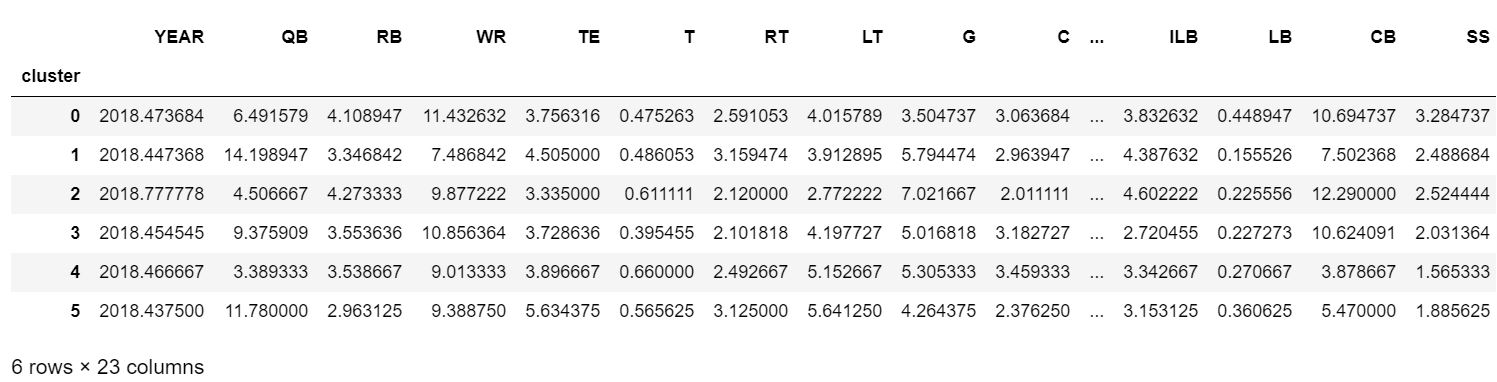 YEAR QB RB WR TE T RT LT G C ... ILB LB CB SS
cluster
0 2018.473684 6.491579 4.108947 11.432632 3.756316 0.475263 2.591053 4.015789 3.504737 3.063684 ... 3.832632 0.448947 10.694737 3.284737
1 2018.447368 14.198947 3.346842 7.486842 4.505000 0.486053 3.159474 3.912895 5.794474 2.963947 ... 4.387632 0.155526 7.502368 2.488684
2 2018.777778 4.506667 4.273333 9.877222 3.335000 0.611111 2.120000 2.772222 7.021667 2.011111 ... 4.602222 0.225556 12.290000 2.524444
3 2018.454545 9.375909 3.553636 10.856364 3.728636 0.395455 2.101818 4.197727 5.016818 3.182727 ... 2.720455 0.227273 10.624091 2.031364
4 2018.466667 3.389333 3.538667 9.013333 3.896667 0.660000 2.492667 5.152667 5.305333 3.459333 ... 3.342667 0.270667 3.878667 1.565333
5 2018.437500 11.780000 2.963125 9.388750 5.634375 0.565625 3.125000 5.641250 4.264375 2.376250 ... 3.153125 0.360625 5.470000 1.885625
6 rows × 23 columns